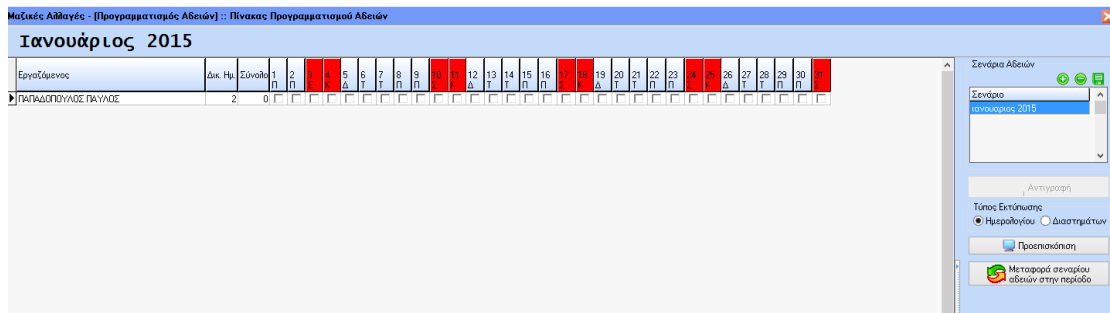 Μαζικές Αλλαγές - [Προγραμματισμός Αδειών] :: Πίνακας Προγραμματισμού Αδειών
Ιανουάριος 2015
Εργαζόμενος Δικ. Ημ. Σύνολο 1 2 3 4 5 6 7 8 9 10 11 12 13 14 15 16 17 18 19 20 21 22 23 24 25 26 27 28 29 30 31
Π Π Σ Κ Δ Τ Τ Π Π Σ Κ Δ Τ Τ Π Π Σ Κ Δ Τ Τ Π Π Σ Κ Δ Τ Τ Π Π Σ
ΠΑΠΑΔΟΠΟΥΛΟΣ ΠΑΥΛΟΣ 2 0
Σενάρια Αδειών
Σενάριο
ιανουαριος 2015
Αντιγραφή
Τύπος Εκτύπωσης
Ημερολογίου Διαστημάτων
Προεπισκόπιση
Μεταφορά σεναρίου
αδειών στην περίοδο